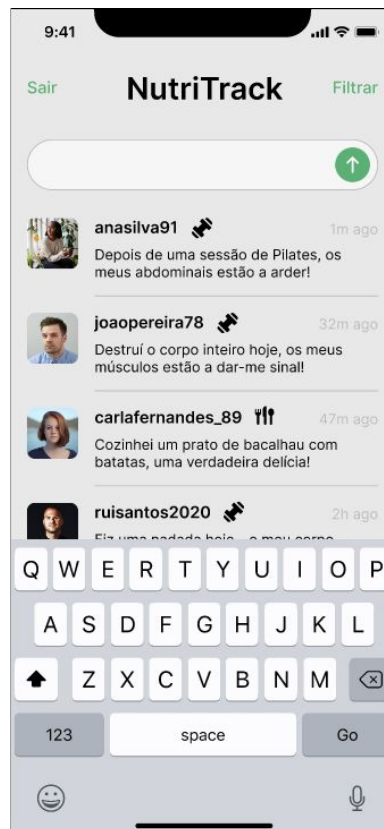 9:41
Sair NutriTrack Filtrar
anasilva91 1m ago
Depois de uma sessão de Pilates, os
meus abdominais estão a arder!
joaopereira78 32m ago
Destruí o corpo inteiro hoje, os meus
músculos estão a dar-me sinal!
carlafernandes_89 47m ago
Cozinhei um prato de bacalhau com
batatas, uma verdadeira delícia!
ruisantos2020 2h ago
Q W E R T Y U I O P
A S D F G H J K L
Z X C V B N M
123 space Go